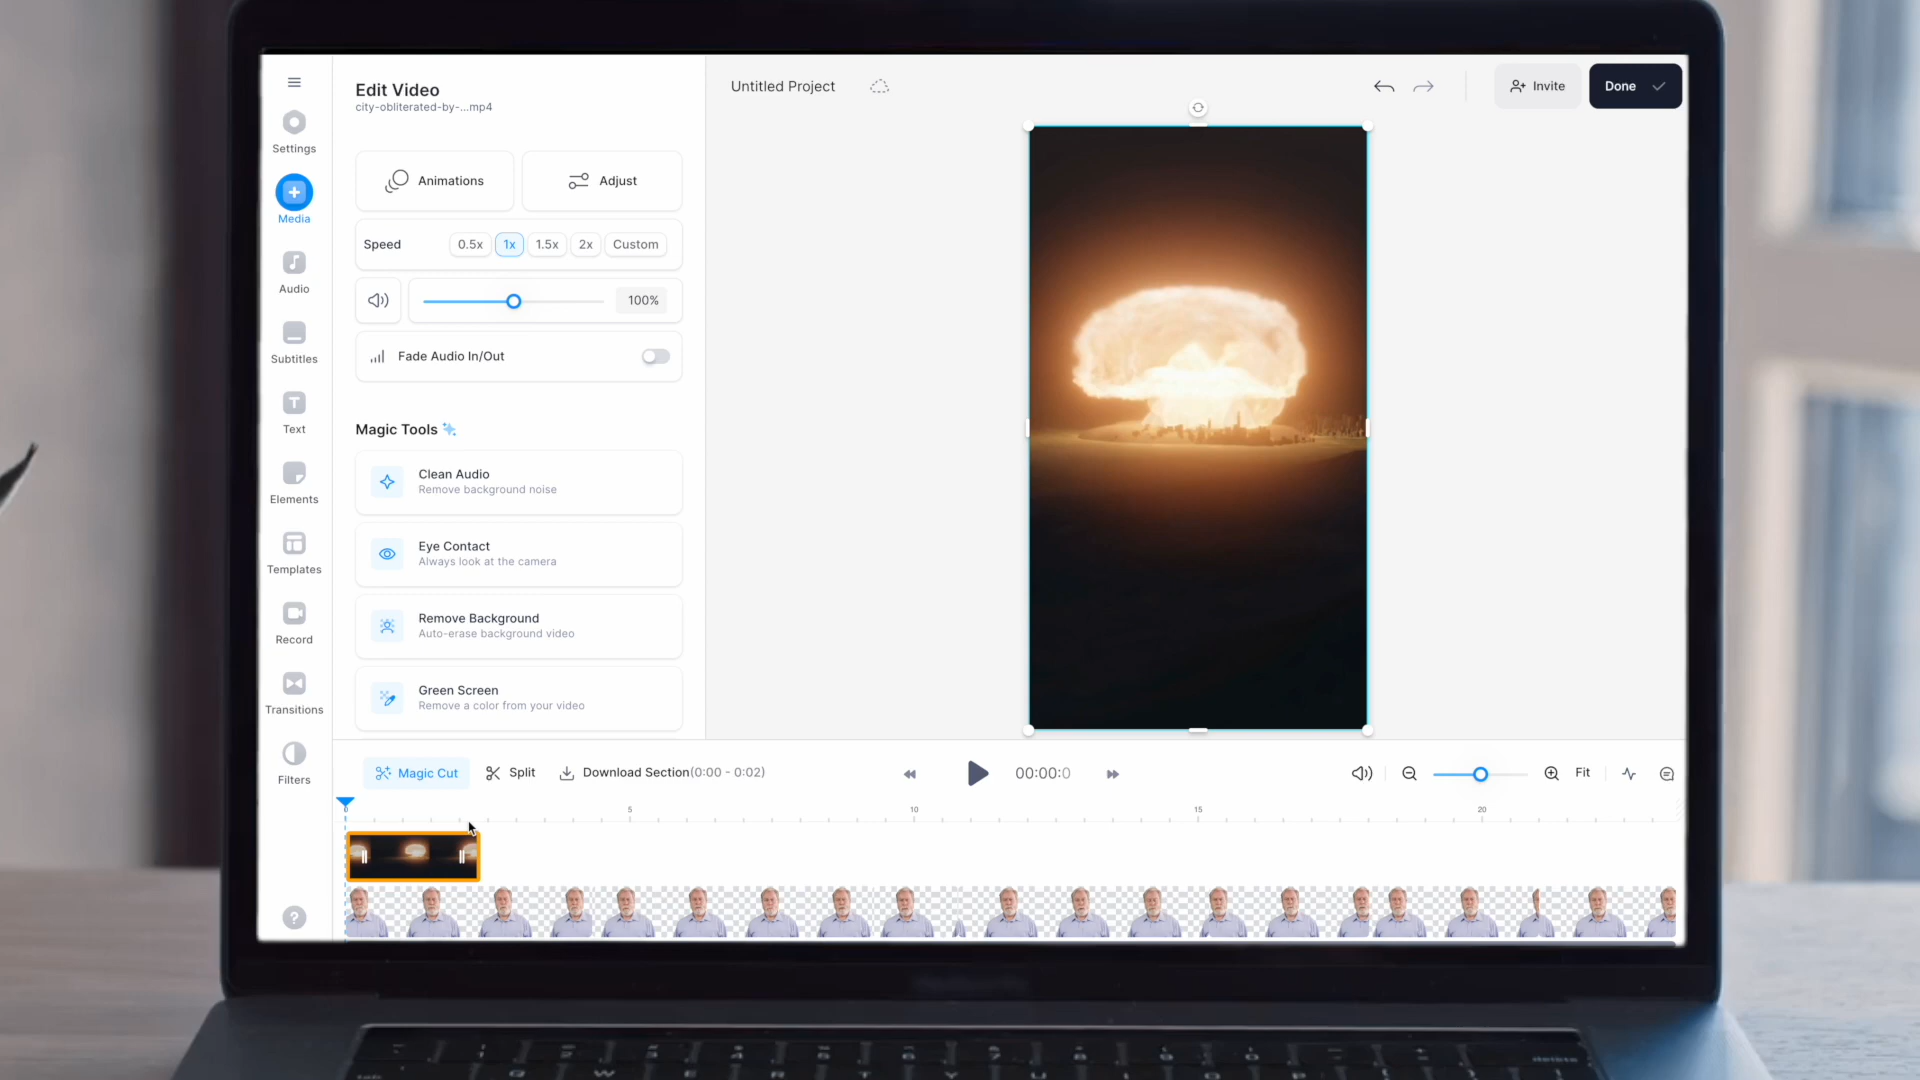 Edit Video
city-obliterated-by-...mp4
Untitled Project
Invite
Done
Settings
Media
Audio
Subtitles
Text
Elements
Templates
Record
Transitions
Filters
Animations
Adjust
Speed
0.5x
1x
1.5x
2x
Custom
100%
Fade Audio In/Out
Magic Tools
Clean Audio
Remove background noise
Eye Contact
Always look at the camera
Remove Background
Auto-erase background video
Green Screen
Remove a color from your video
Magic Cut
Split
Download Section(0:00 - 0:02)
00:00:0
Fit
5
10
15
20
?
T
delete